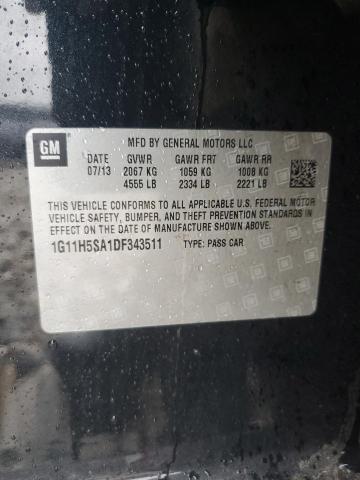 GM
MFD BY GENERAL MOTORS LLC
DATE GVWR GAWR FRT GAWR RR
07/13 2067 KG 1059 KG 1008 KG
4555 LB 2334 LB 2221 LB
THIS VEHICLE CONFORMS TO ALL APPLICABLE U.S. FEDERAL MOTOR
VEHICLE SAFETY, BUMPER, AND THEFT PREVENTION STANDARDS
IN EFFECT ON THE DATE OF MANUFACTURE SHOWN ABOVE.
1G11H5SA1DF343511 TYPE: PASS CAR